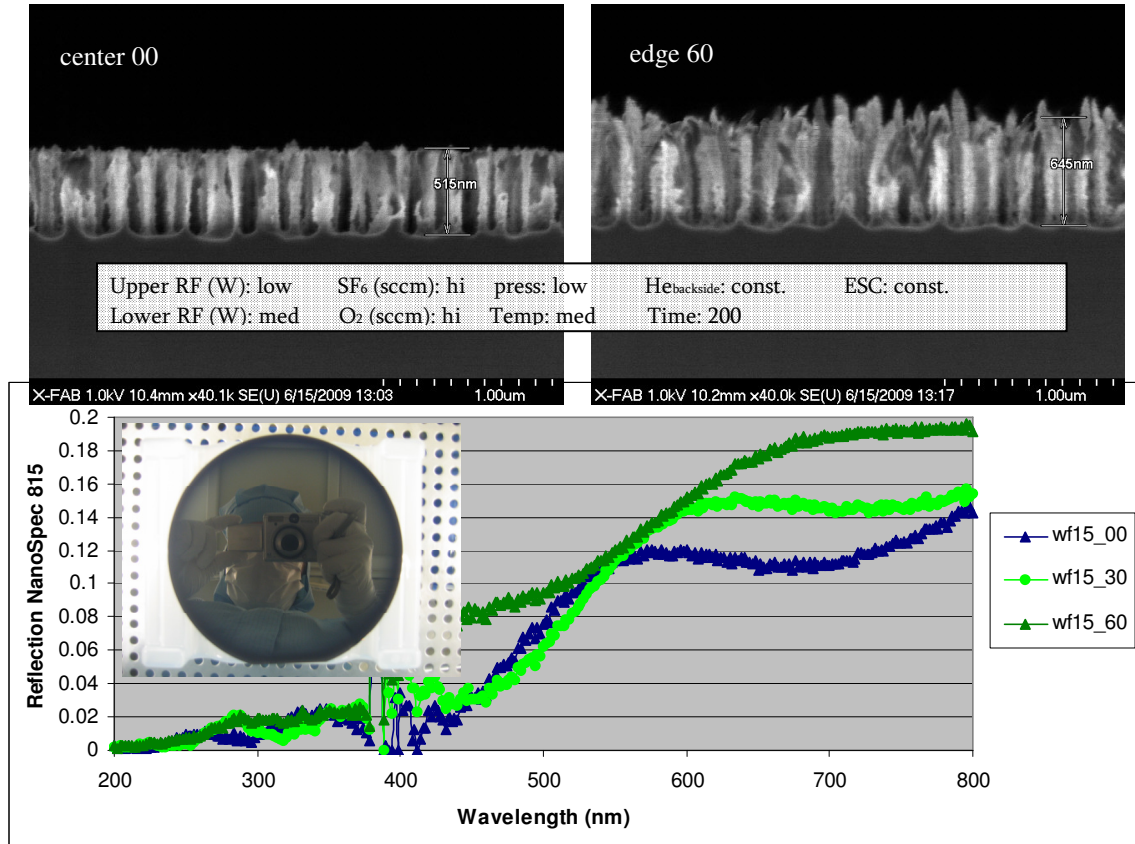 center 00
edge 60
515nm
645nm
Upper RF (W): low SF₆ (sccm): hi press: low He backside: const. ESC: const.
Lower RF (W): med O₂ (sccm): hi Temp: med Time: 200
X-FAB 1.0kV 10.4mm x40.1k SE(U) 6/15/2009 13:03 1.00um
X-FAB 1.0kV 10.2mm x40.0k SE(U) 6/15/2009 13:17 1.00um
Reflection NanoSpec 815
0.2
0.18
0.16
0.14
0.12
0.1
0.08
0.06
0.04
0.02
0
200 300 400 500 600 700 800
Wavelength (nm)
wf15_00
wf15_30
wf15_60